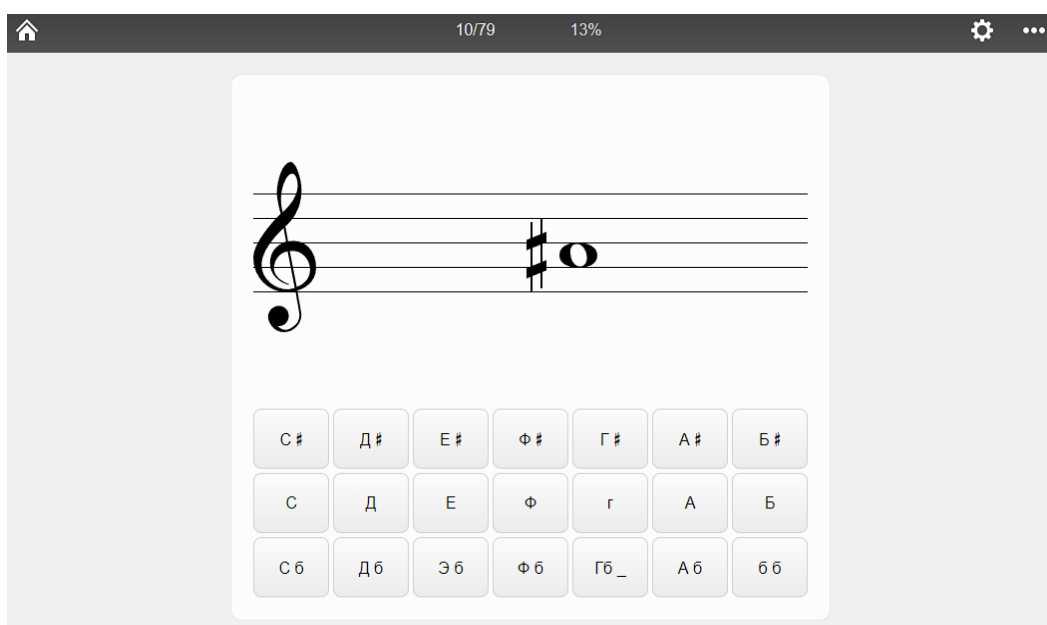 10/79 13%
С♯ Д♯ Е♯ Ф♯ Г♯ А♯ Б♯
С Д Е Ф г А Б
С б Д б Э б Ф б Гб _ А б б б